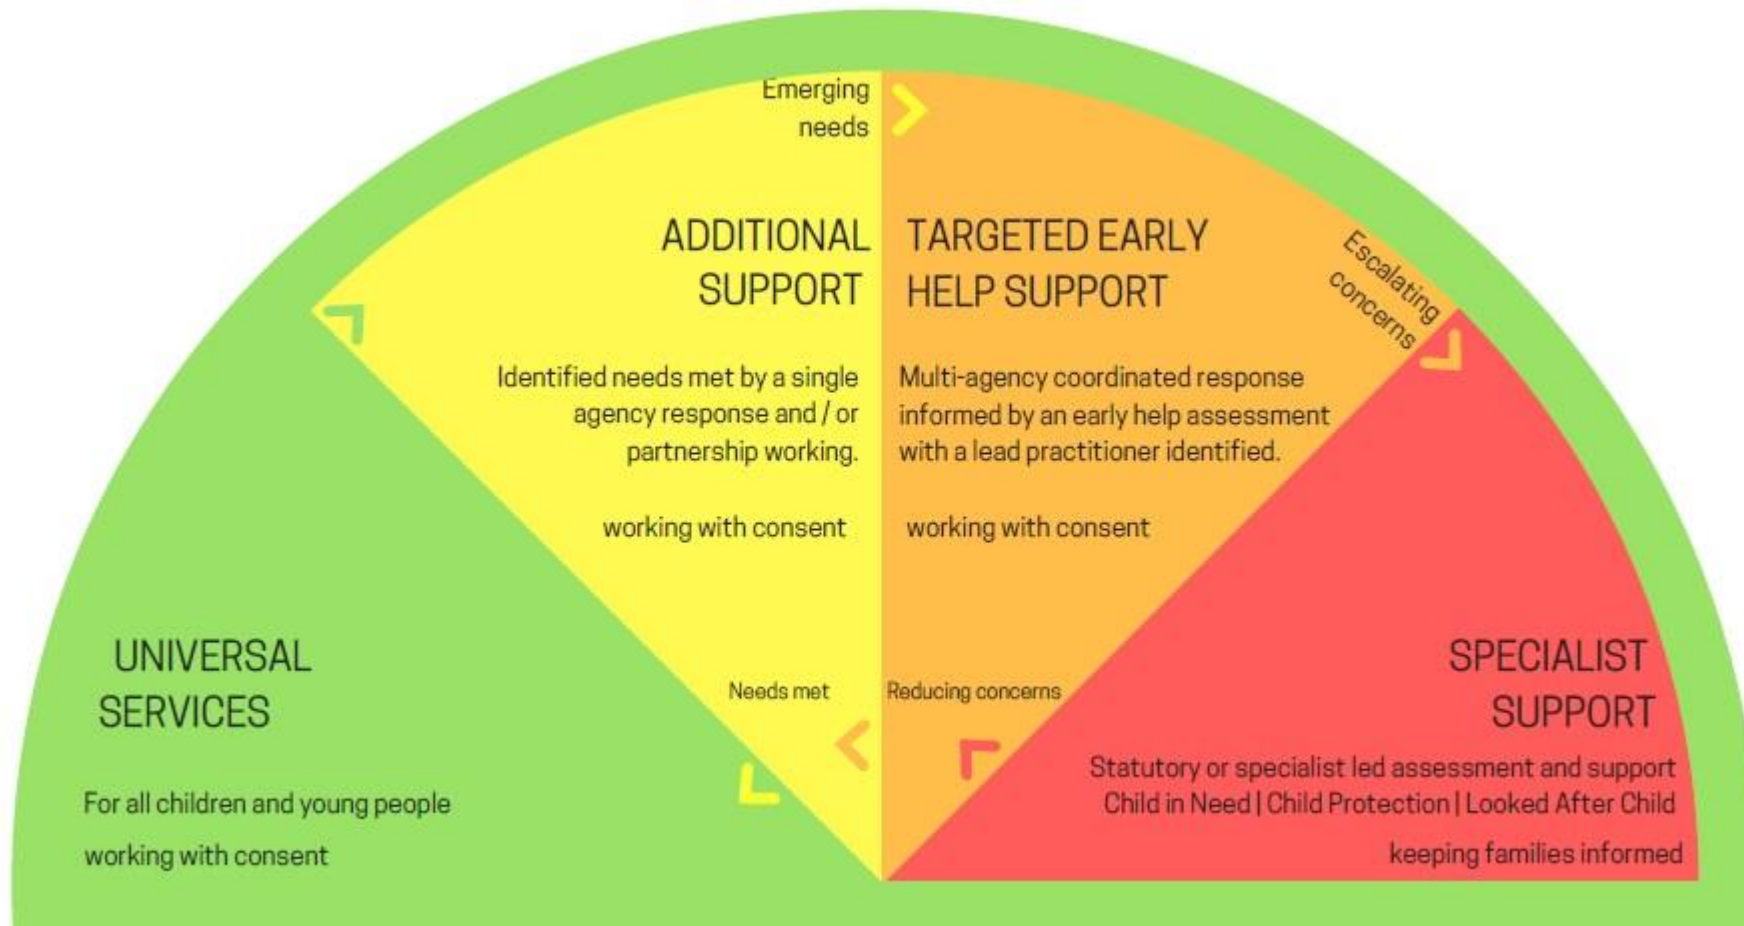 Emerging
needs
ADDITIONAL
SUPPORT
Identified needs met by a single
agency response and / or
partnership working.
working with consent
Needs met
TARGETED EARLY
HELP SUPPORT
Multi-agency coordinated response
informed by an early help assessment
with a lead practitioner identified.
working with consent
Reducing concerns
Escalating
concerns
UNIVERSAL
SERVICES
For all children and young people
working with consent
SPECIALIST
SUPPORT
Statutory or specialist led assessment and support
Child in Need | Child Protection | Looked After Child
keeping families informed